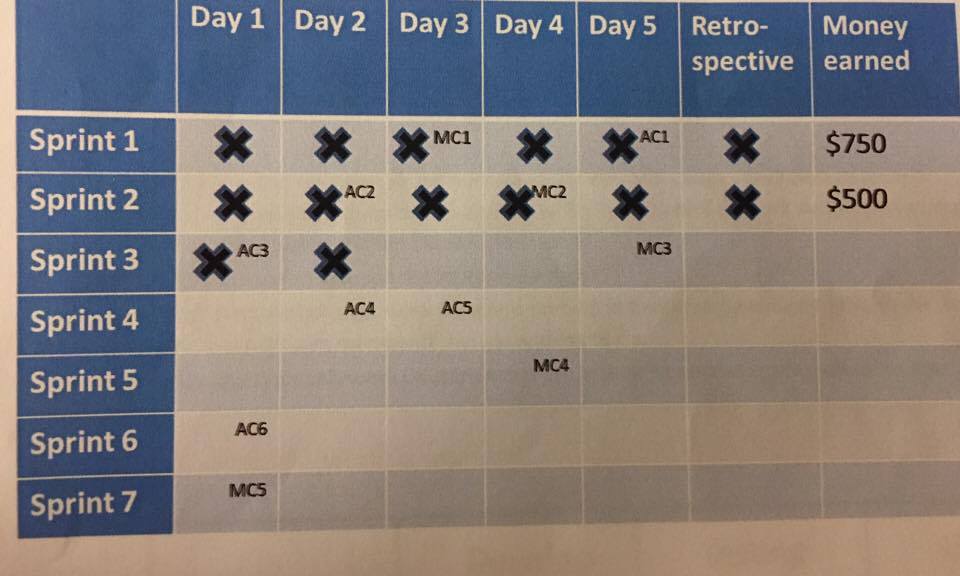 Day 1 Day 2 Day 3 Day 4 Day 5 Retro- Money
spective earned
Sprint 1 MC1 AC1 $750
Sprint 2 AC2 MC2 $500
Sprint 3 AC3 MC3
Sprint 4 AC4 AC5
Sprint 5 MC4
Sprint 6 AC6
Sprint 7 MC5